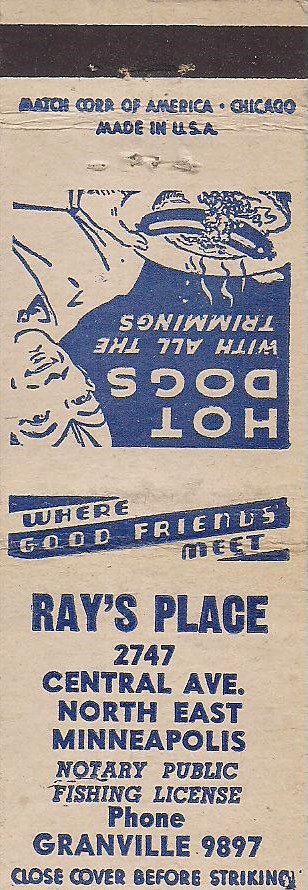 MATCH CORP. OF AMERICA • CHICAGO
MADE IN U.S.A.
HOT
DOGS
WITH ALL THE
TRIMMINGS
WHERE
GOOD FRIENDS
MEET
RAY'S PLACE
2747
CENTRAL AVE.
NORTH EAST
MINNEAPOLIS
NOTARY PUBLIC
FISHING LICENSE
Phone
GRANVILLE 9897
CLOSE COVER BEFORE STRIKING